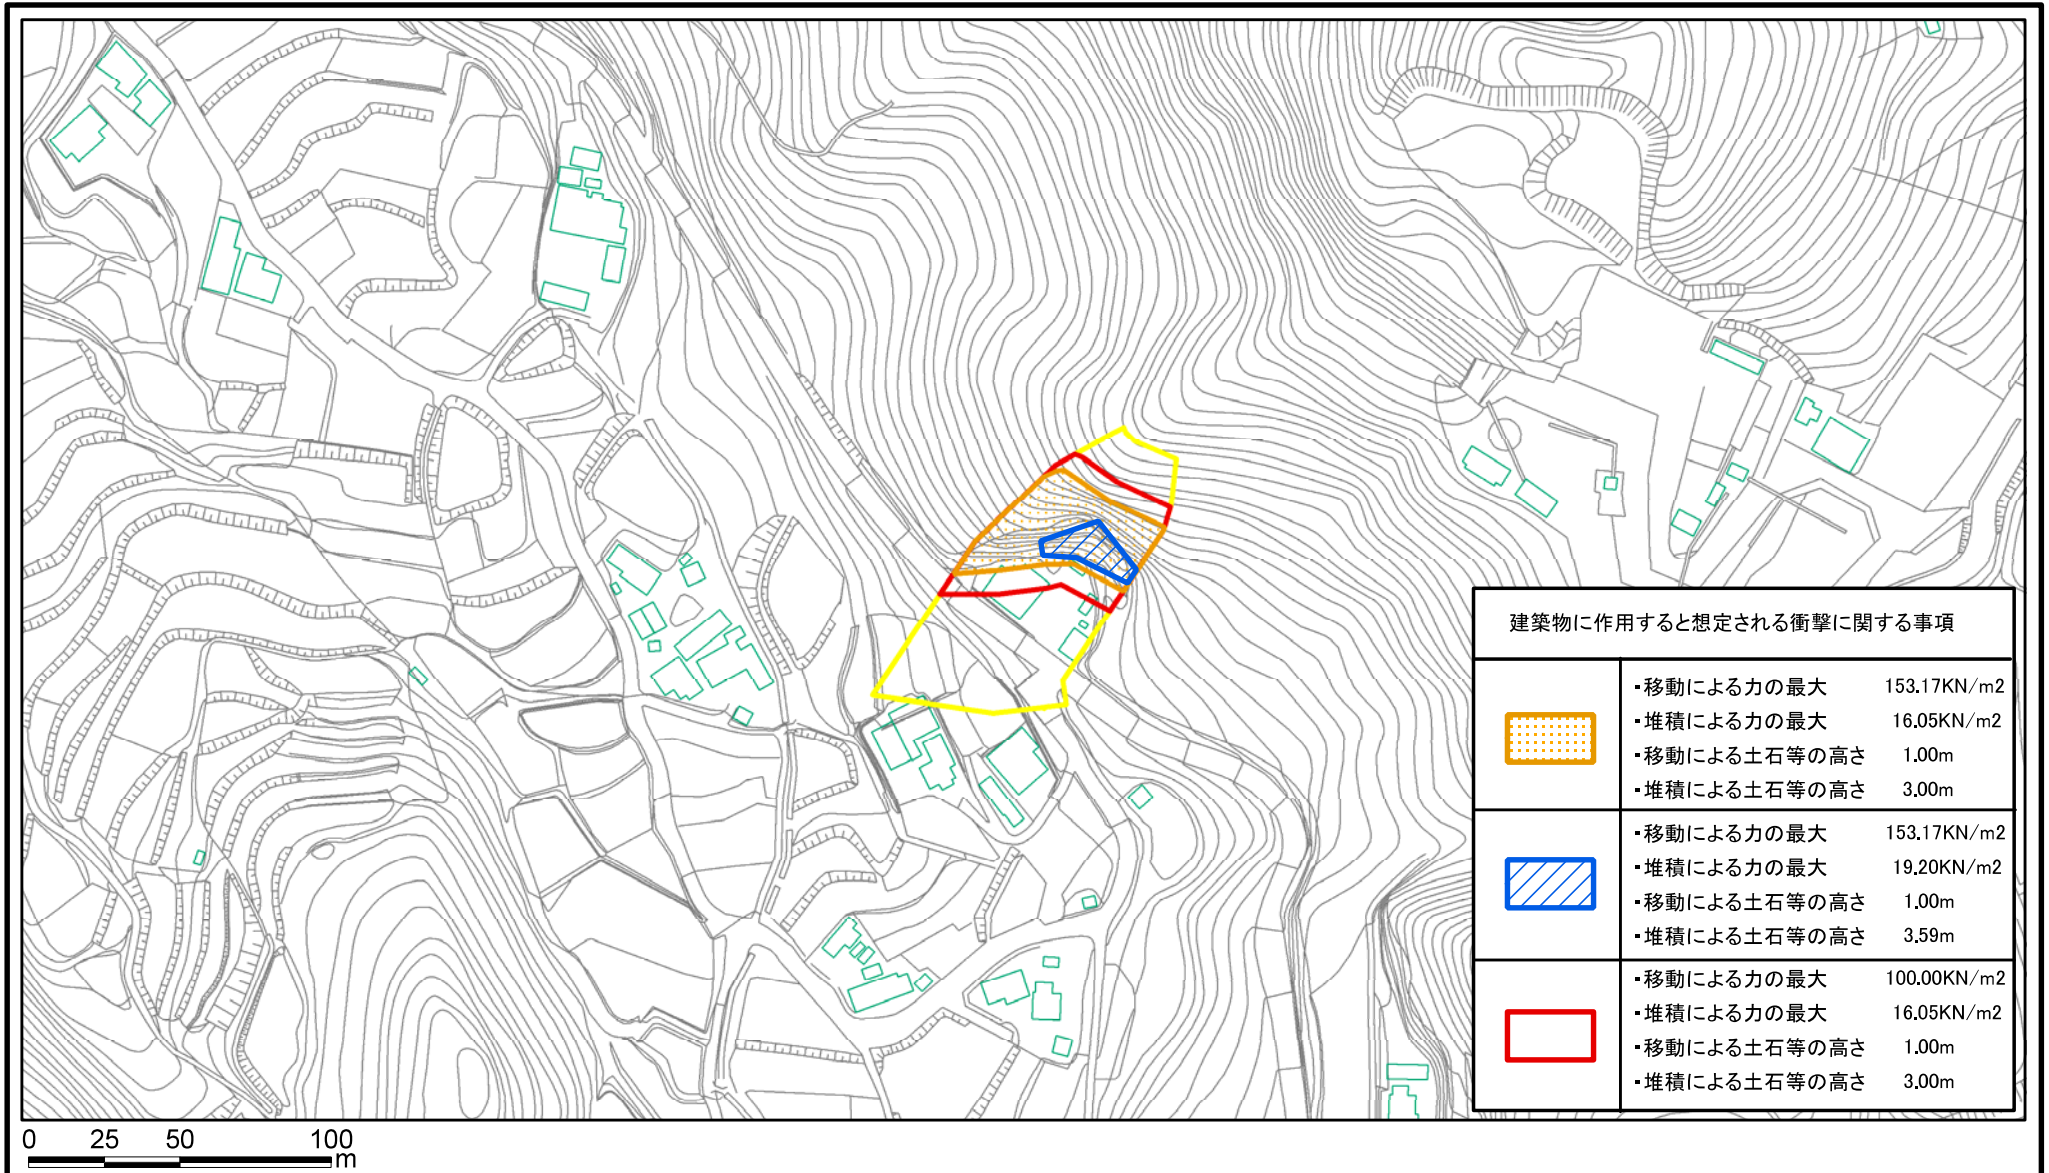 建築物に作用すると想定される衝撃に関する事項
・移動による力の最大 153.17KN/m2
・堆積による力の最大 16.05KN/m2
・移動による土石等の高さ 1.00m
・堆積による土石等の高さ 3.00m
・移動による力の最大 153.17KN/m2
・堆積による力の最大 19.20KN/m2
・移動による土石等の高さ 1.00m
・堆積による土石等の高さ 3.59m
・移動による力の最大 100.00KN/m2
・堆積による力の最大 16.05KN/m2
・移動による土石等の高さ 1.00m
・堆積による土石等の高さ 3.00m
0 25 50 100
m